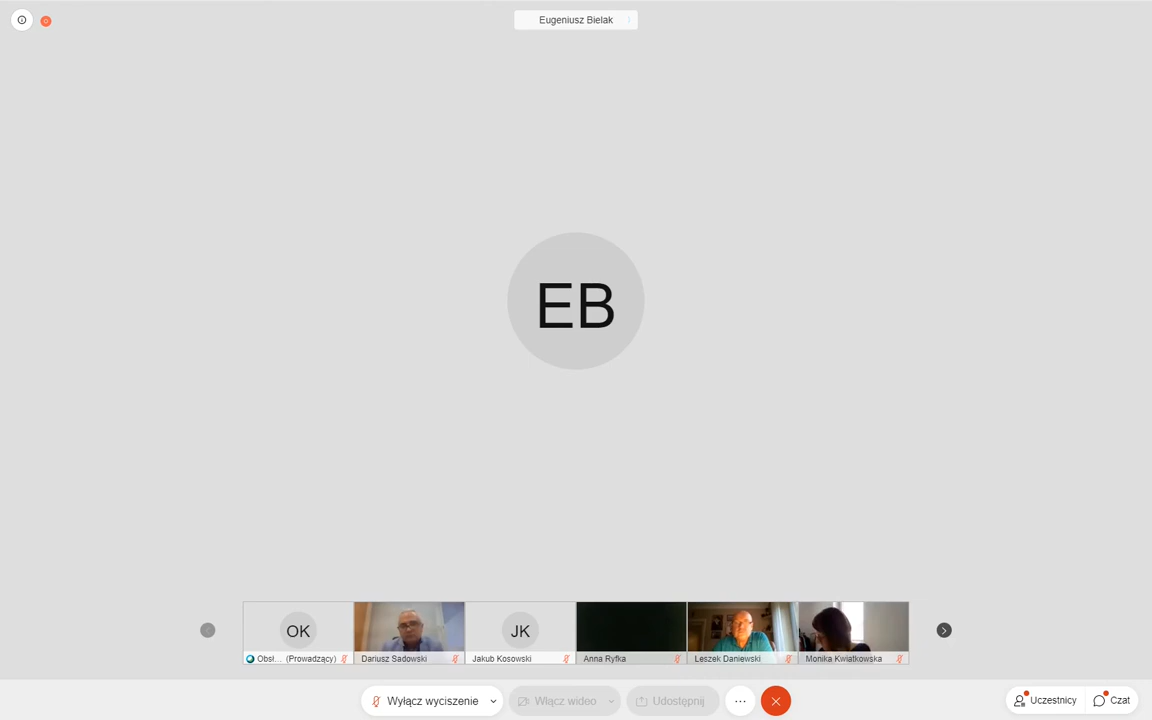 Eugeniusz Bielak
EB
OK
JK
Obsł... (Prowadzący)
Dariusz Sadowski
Jakub Kosowski
Anna Ryfka
Leszek Daniewski
Monika Kwiatkowska
Wyłącz wyciszenie
Włącz wideo
Udostępnij
Uczestnicy
Czat